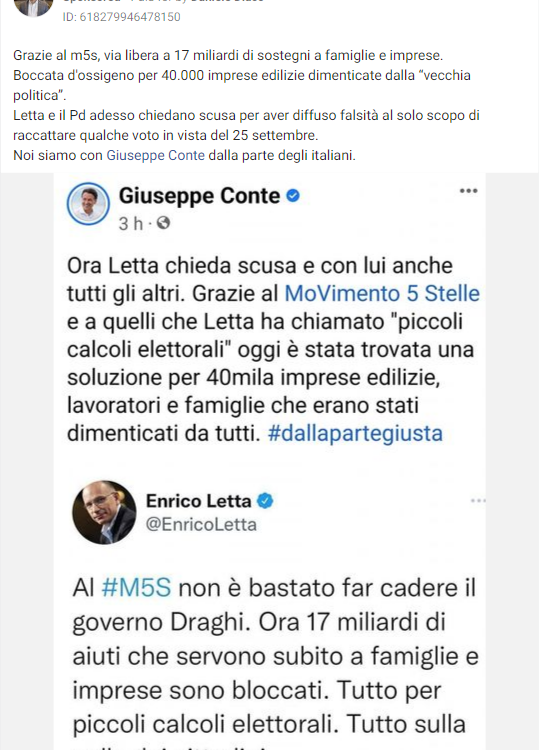 ID: 618279946478150
Grazie al m5s, via libera a 17 miliardi di sostegni a famiglie e imprese.
Boccata d'ossigeno per 40.000 imprese edilizie dimenticate dalla “vecchia
politica”.
Letta e il Pd adesso chiedano scusa per aver diffuso falsità al solo scopo di
raccattare qualche voto in vista del 25 settembre.
Noi siamo con Giuseppe Conte dalla parte degli italiani.
Giuseppe Conte
3 h ·
Ora Letta chieda scusa e con lui anche
tutti gli altri. Grazie al MoVimento 5 Stelle
e a quelli che Letta ha chiamato "piccoli
calcoli elettorali" oggi è stata trovata una
soluzione per 40mila imprese edilizie,
lavoratori e famiglie che erano stati
dimenticati da tutti. #dallapartegiusta
Enrico Letta
@EnricoLetta
Al #M5S non è bastato far cadere il
governo Draghi. Ora 17 miliardi di
aiuti che servono subito a famiglie e
imprese sono bloccati. Tutto per
piccoli calcoli elettorali. Tutto sulla